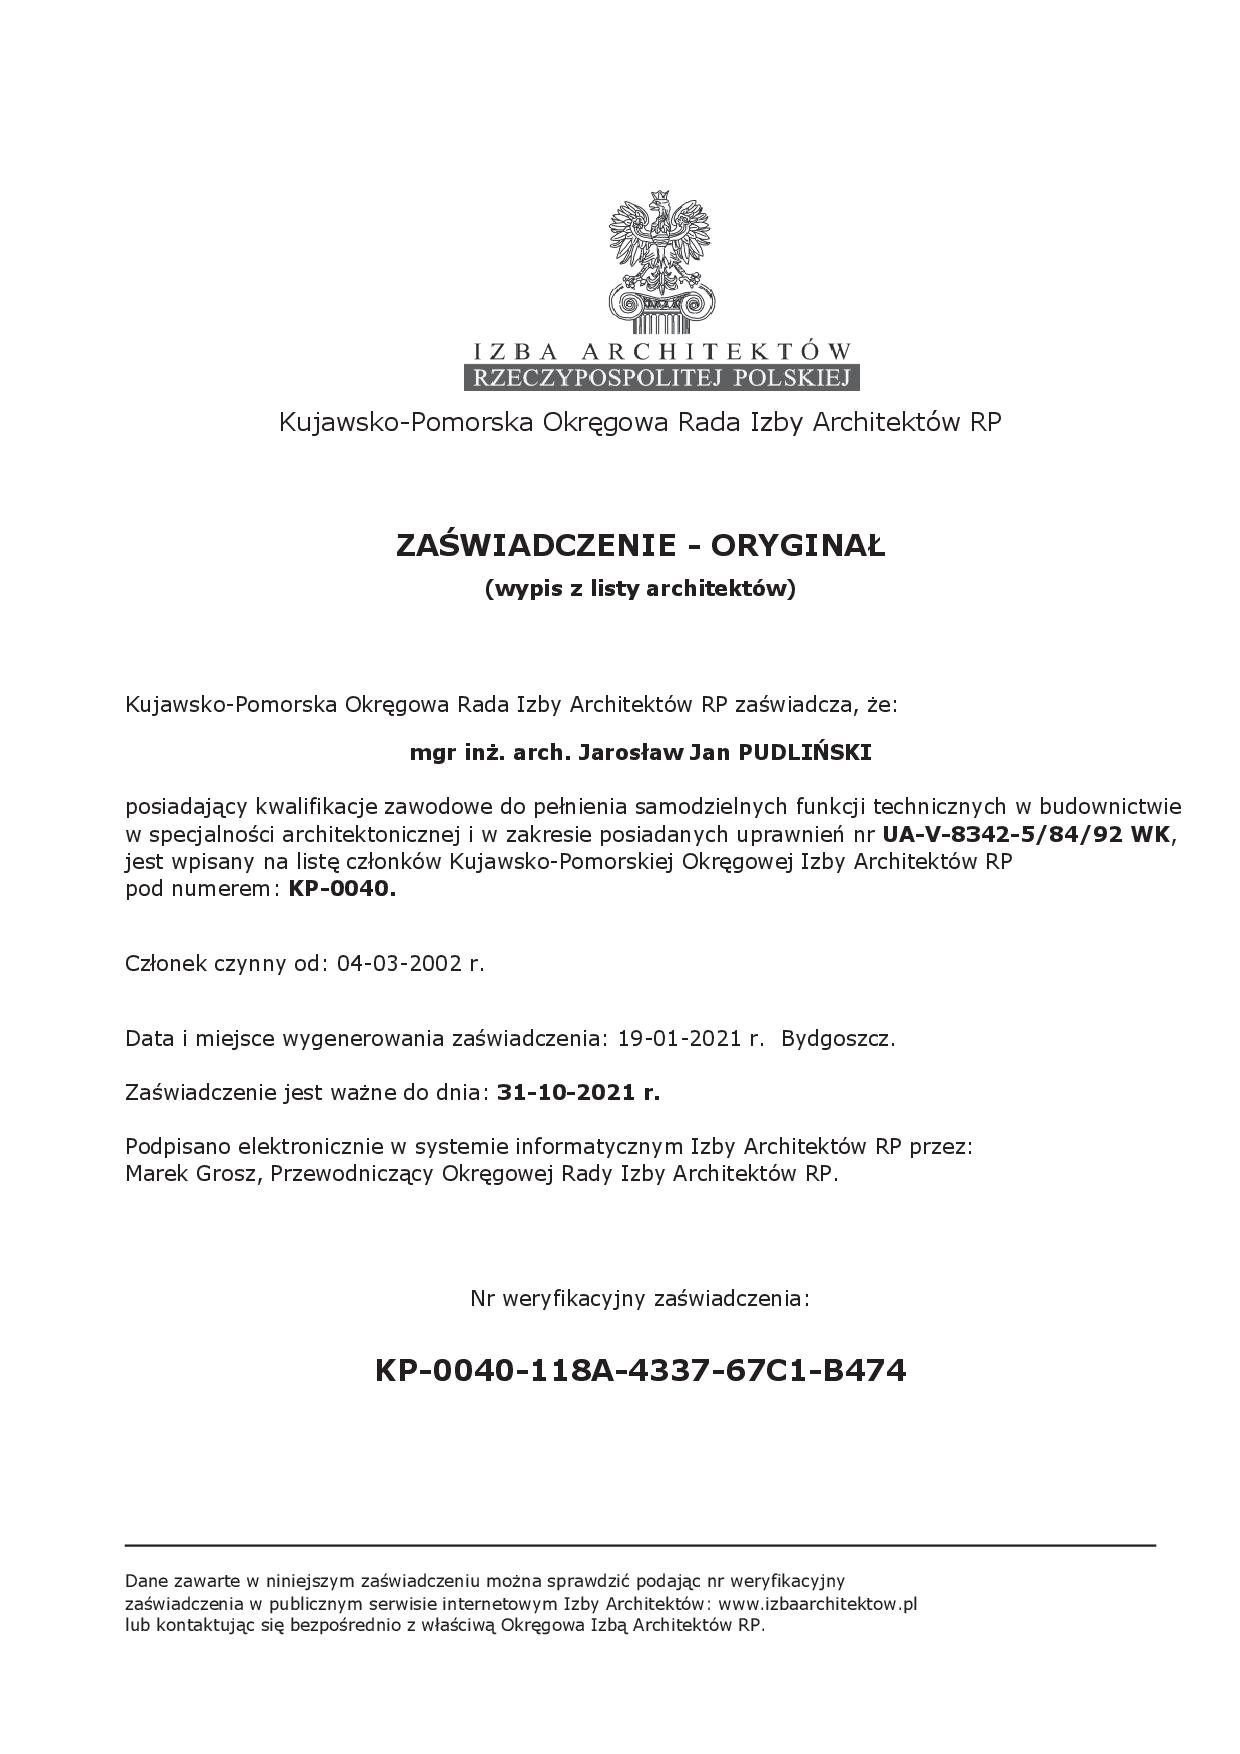 IZBA ARCHITEKTÓW
RZECZYPOSPOLITEJ POLSKIEJ
Kujawsko-Pomorska Okręgowa Rada Izby Architektów RP
ZAŚWIADCZENIE - ORYGINAŁ
(wypis z listy architektów)
Kujawsko-Pomorska Okręgowa Rada Izby Architektów RP zaświadcza, że:
mgr inż. arch. Jarosław Jan PUDLIŃSKI
posiadający kwalifikacje zawodowe do pełnienia samodzielnych funkcji technicznych w budownictwie
w specjalności architektonicznej i w zakresie posiadanych uprawnień nr UA-V-8342-5/84/92 WK,
jest wpisany na listę członków Kujawsko-Pomorskiej Okręgowej Izby Architektów RP
pod numerem: KP-0040.
Członek czynny od: 04-03-2002 r.
Data i miejsce wygenerowania zaświadczenia: 19-01-2021 r. Bydgoszcz.
Zaświadczenie jest ważne do dnia: 31-10-2021 r.
Podpisano elektronicznie w systemie informatycznym Izby Architektów RP przez:
Marek Grosz, Przewodniczący Okręgowej Rady Izby Architektów RP.
Nr weryfikacyjny zaświadczenia:
KP-0040-118A-4337-67C1-B474
Dane zawarte w niniejszym zaświadczeniu można sprawdzić podając nr weryfikacyjny
zaświadczenia w publicznym serwisie internetowym Izby Architektów: www.izbaarchitektow.pl
lub kontaktując się bezpośrednio z właściwą Okręgowa Izbą Architektów RP.